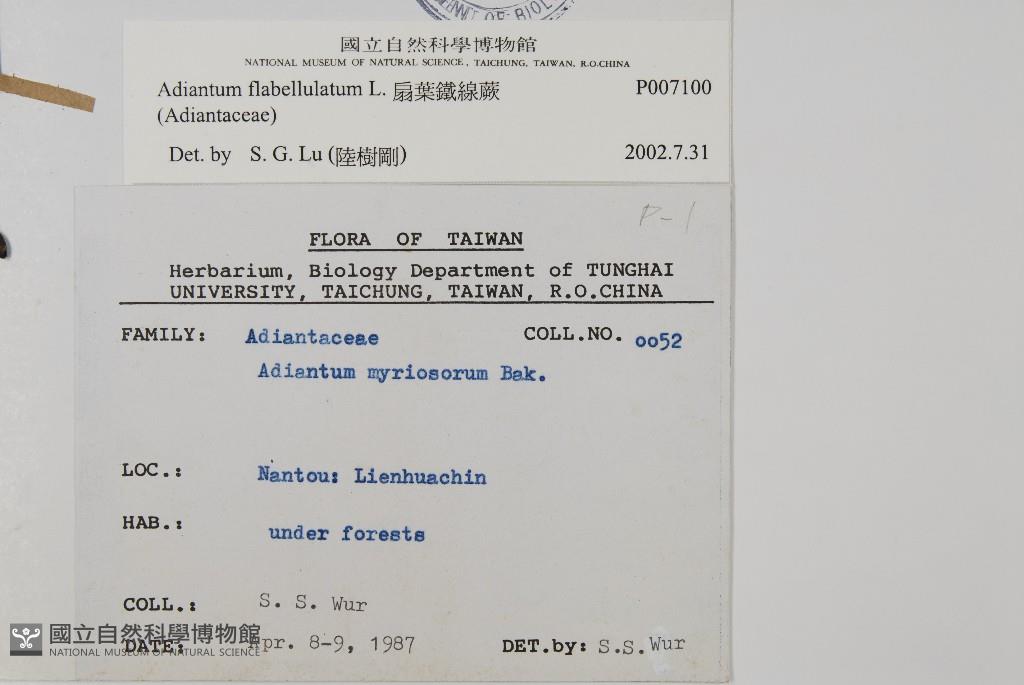 OF BIOL
國立自然科學博物館
NATIONAL MUSEUM OF NATURAL SCIENCE, TAICHUNG, TAIWAN, R.O.CHINA
Adiantum flabellulatum L. 扇葉鐵線蕨 P007100
(Adiantaceae)
Det. by S. G. Lu (陸樹剛) 2002.7.31
P-1
FLORA OF TAIWAN
Herbarium, Biology Department of TUNGHAI
UNIVERSITY, TAICHUNG, TAIWAN, R.O.CHINA
FAMILY: Adiantaceae COLL.NO. 0052
Adiantum myriosorum Bak.
LOC.: Nantou: Lienhuachin
HAB.: under forests
COLL.: S. S. Wur
DATE: Apr. 8-9, 1987 DET.by: S.S.Wur
國立自然科學博物館
NATIONAL MUSEUM OF NATURAL SCIENCE